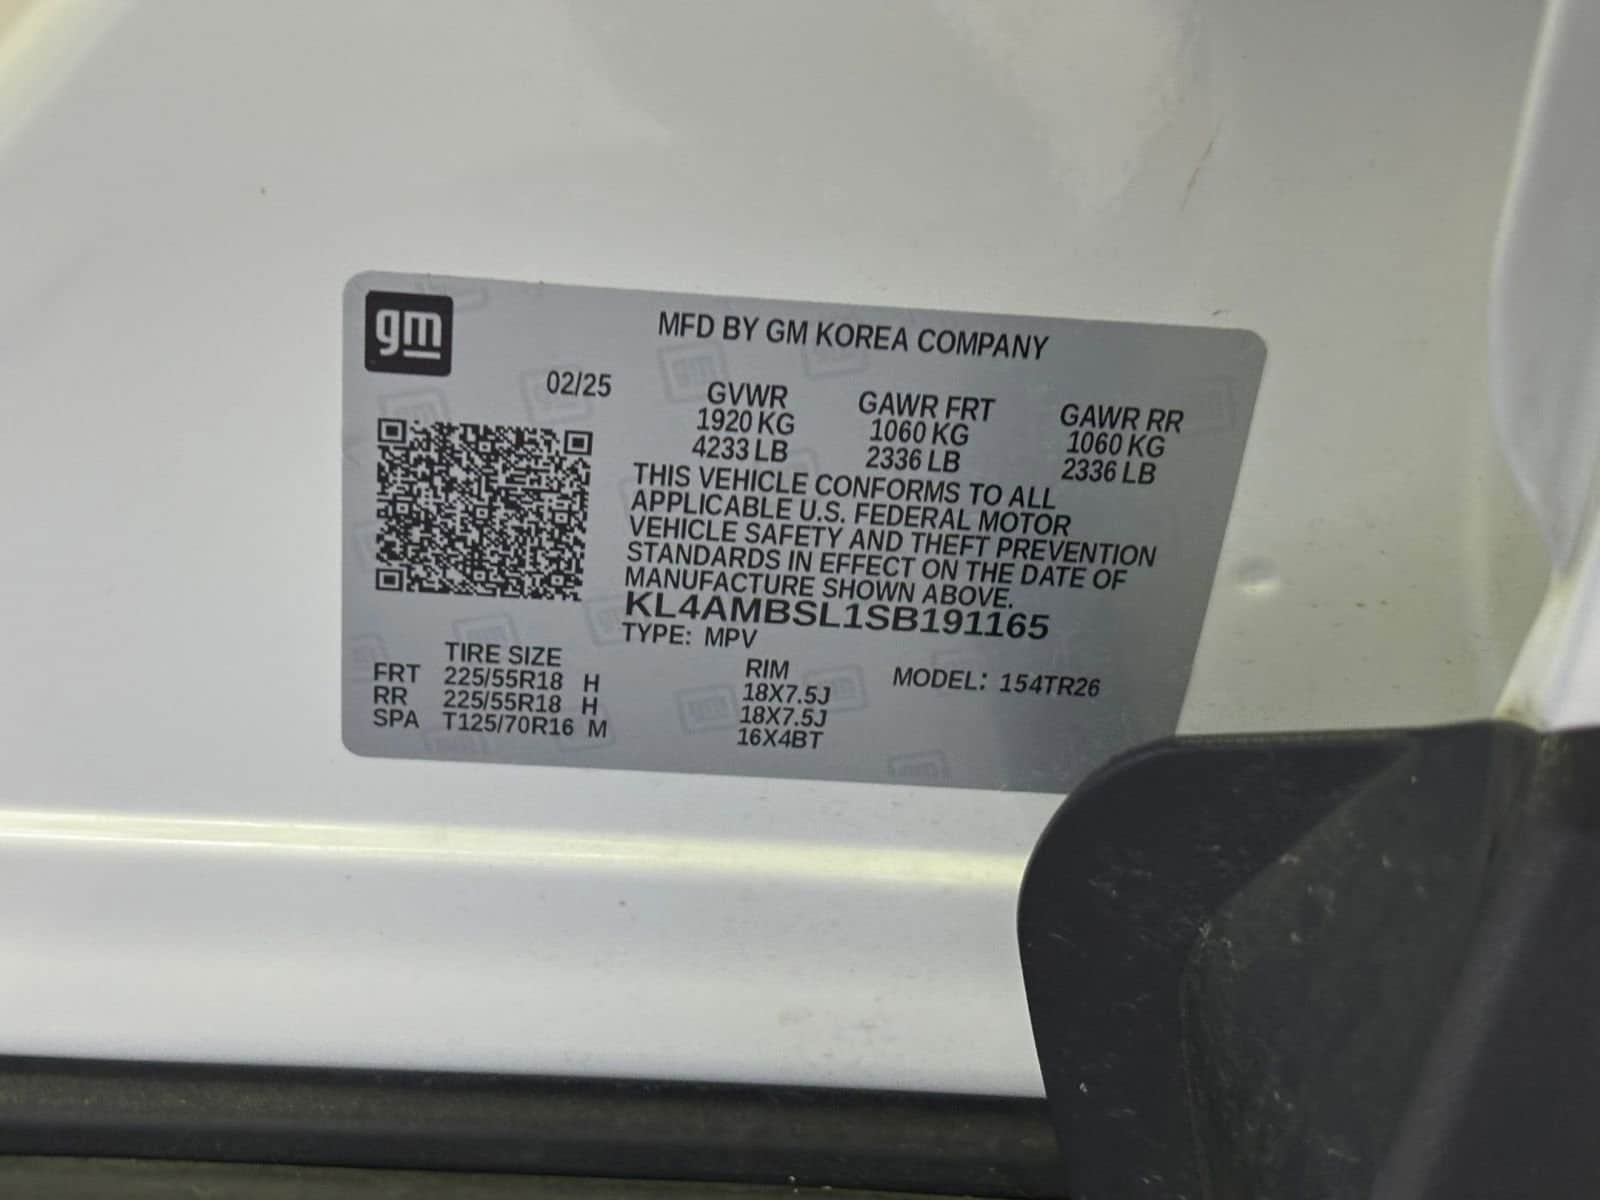 gm
MFD BY GM KOREA COMPANY
02/25
GVWR GAWR FRT GAWR RR
1920 KG 1060 KG 1060 KG
4233 LB 2336 LB 2336 LB
THIS VEHICLE CONFORMS TO ALL
APPLICABLE U.S. FEDERAL MOTOR
VEHICLE SAFETY AND THEFT PREVENTION
STANDARDS IN EFFECT ON THE DATE OF
MANUFACTURE SHOWN ABOVE.
KL4AMBSL1SB191165
TYPE: MPV
TIRE SIZE RIM MODEL: 154TR26
FRT 225/55R18 H 18X7.5J
RR 225/55R18 H 18X7.5J
SPA T125/70R16 M 16X4BT